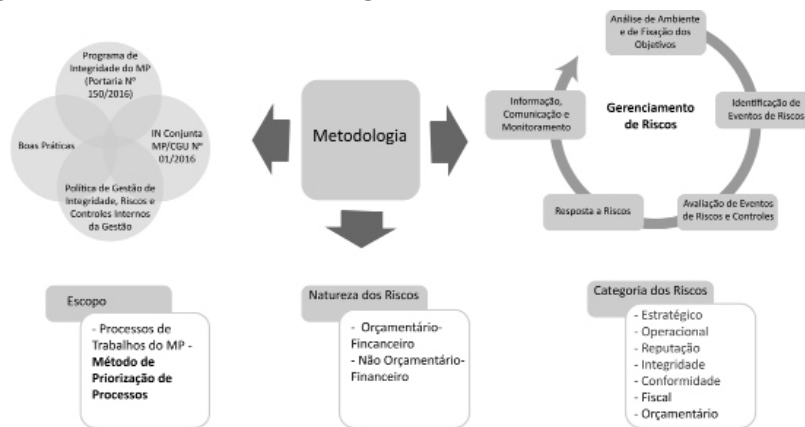 Programa de
Integridade do MP
(Portaria Nº
150/2016)
Boas Práticas
IN Conjunta
MP/CGU Nº
01/2016
Política de Gestão de
Integridade, Riscos e
Controles Internos
da Gestão
Metodologia
Análise de Ambiente
e de Fixação dos
Objetivos
Informação,
Comunicação e
Monitoramento
Gerenciamento
de Riscos
Identificação de
Eventos de Riscos
Resposta a Riscos
Avaliação de Eventos
de Riscos e Controles
Escopo
- Processos de
Trabalhos do MP -
Método de
Priorização de
Processos
Natureza dos Riscos
- Orçamentário-
Fincanceiro
- Não Orçamentário-
Financeiro
Categoria dos Riscos
- Estratégico
- Operacional
- Reputação
- Integridade
- Conformidade
- Fiscal
- Orçamentário